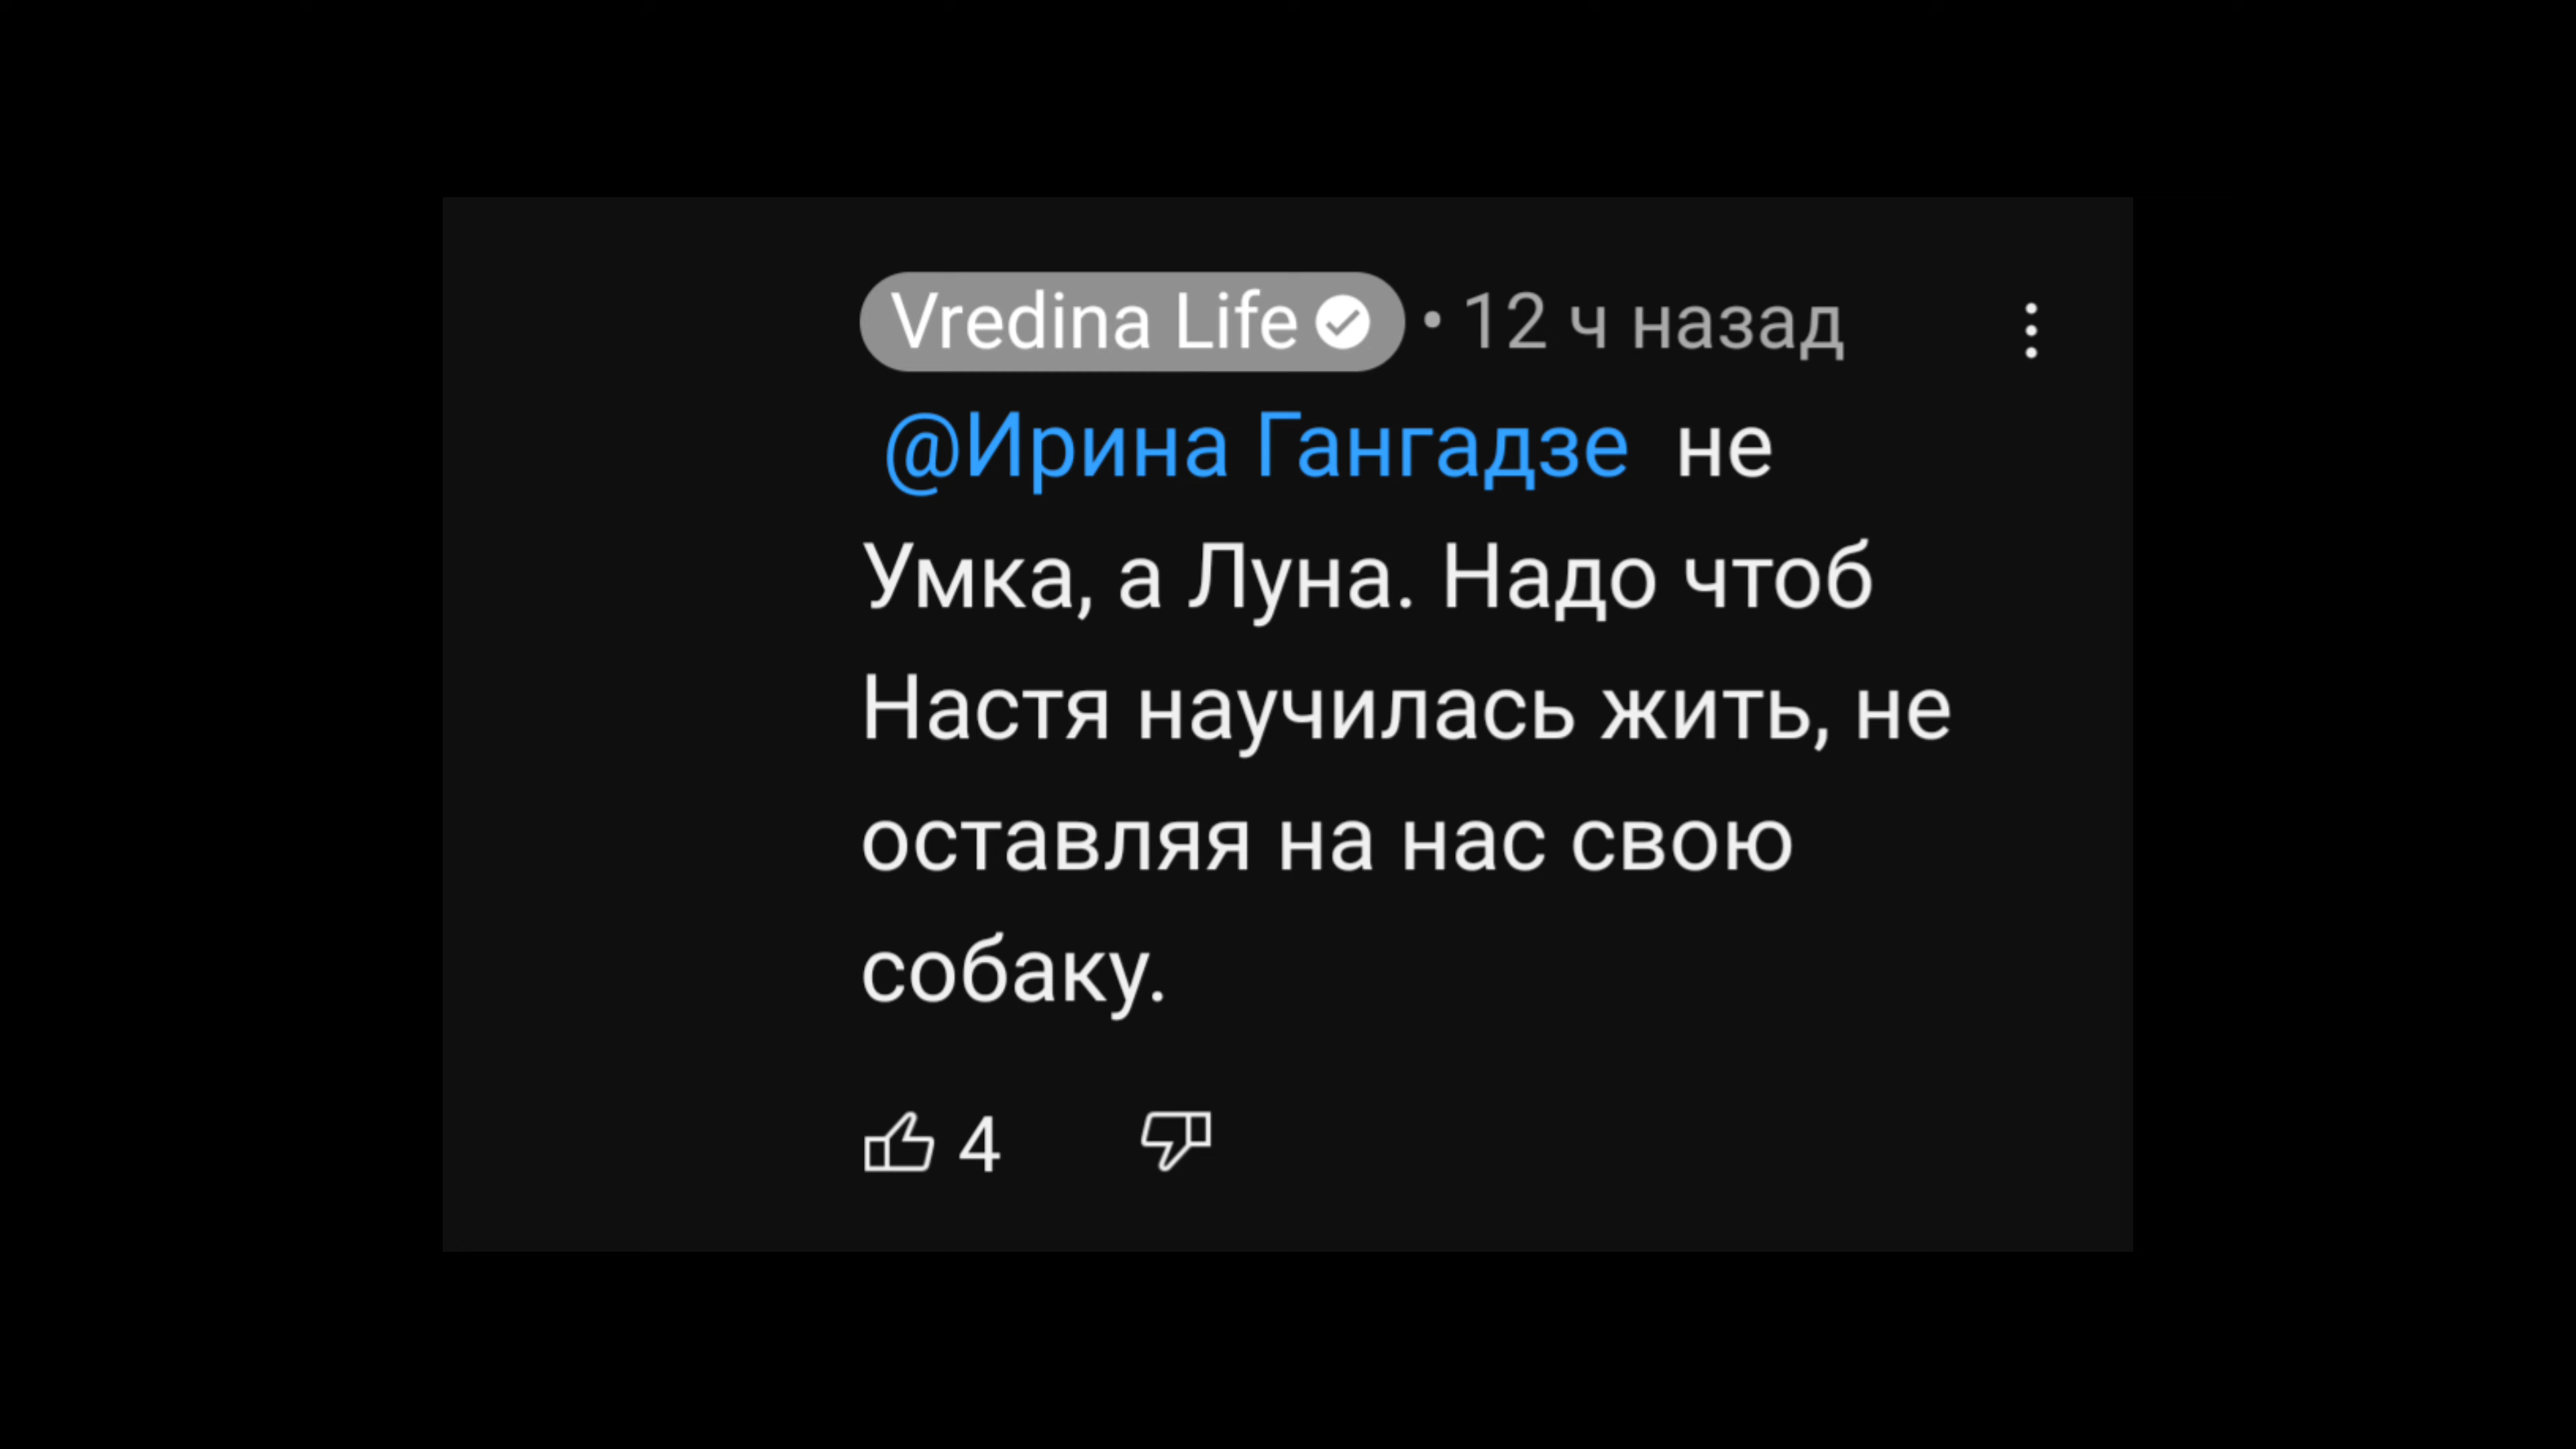 Vredina Life • 12 ч назад
@Ирина Гангадзе не
Умка, а Луна. Надо чтоб
Настя научилась жить, не
оставляя на нас свою
собаку.
4